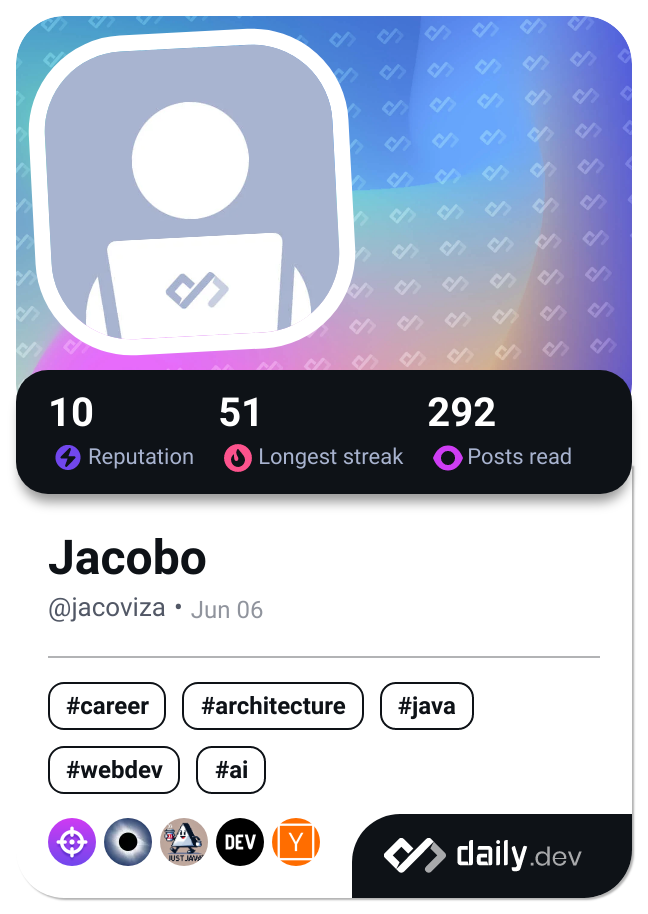 10 51 292
Reputation Longest streak Posts read
Jacobo
@jacoviza • Jun 06
#career #architecture #java
#webdev #ai
JUST JAVA DEV Y
daily.dev